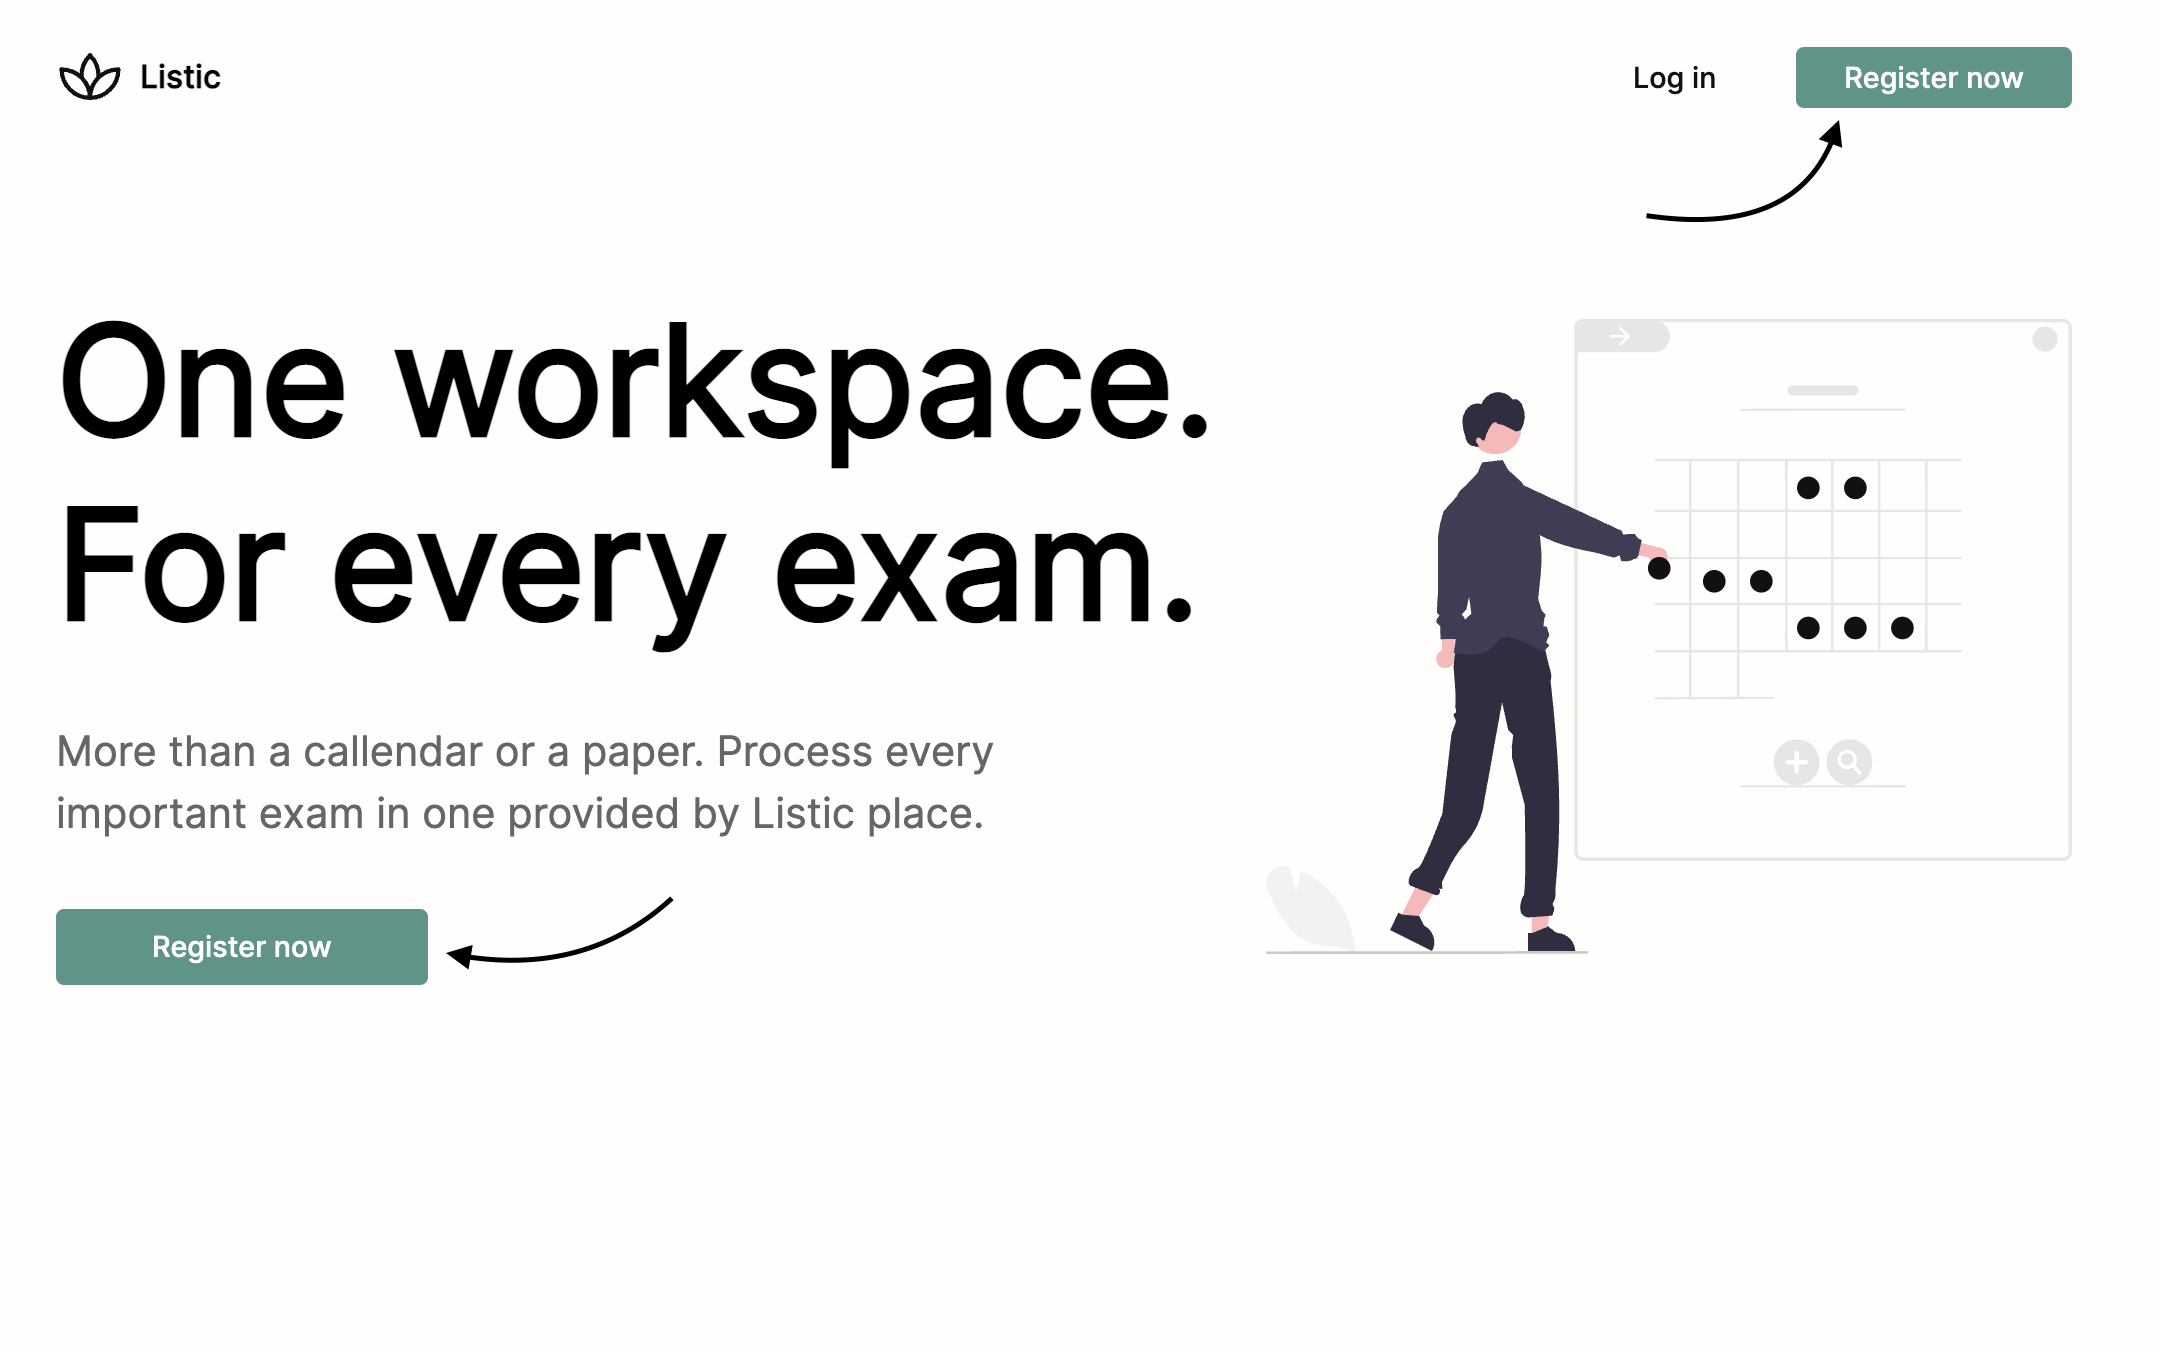 Listic
Log in
Register now
One workspace.
For every exam.
More than a callendar or a paper. Process every
important exam in one provided by Listic place.
Register now